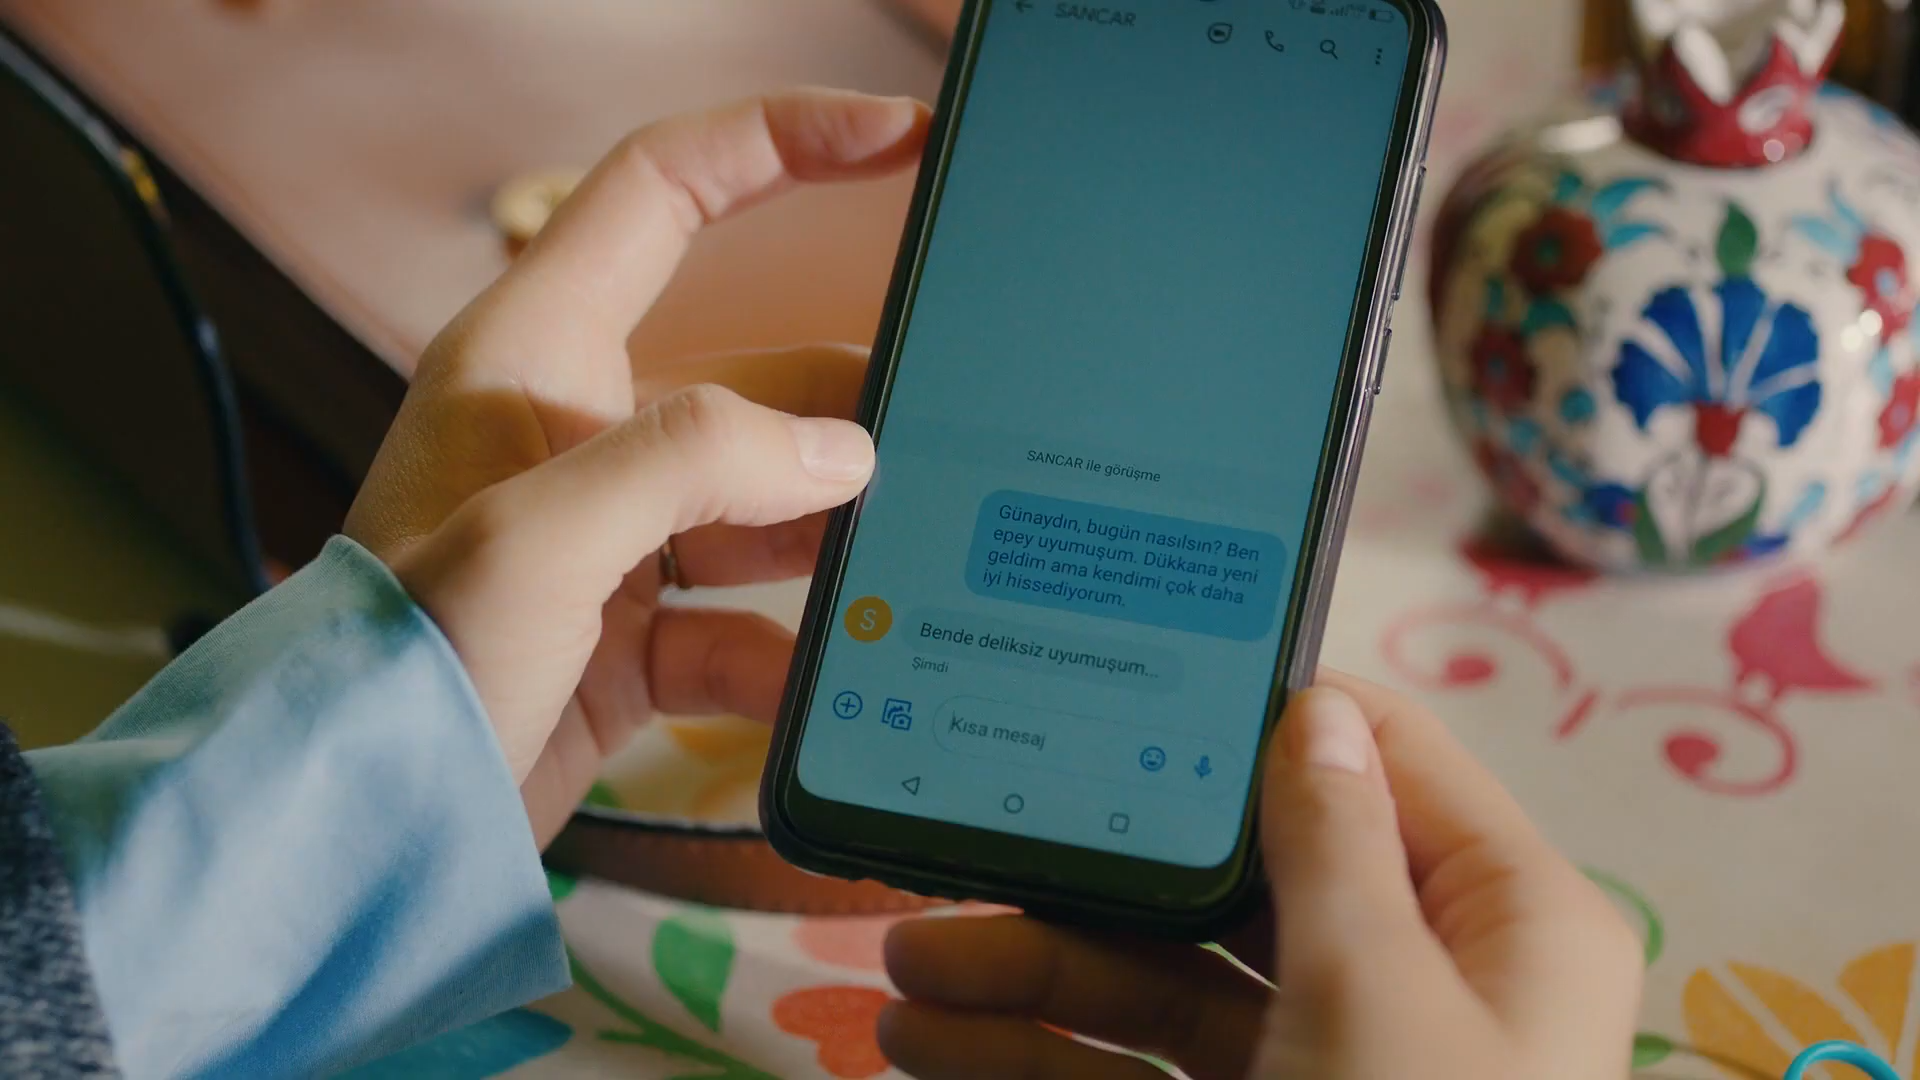 SANCAR
SANCAR ile görüşme
Günaydın, bugün nasılsın? Ben
epey uyumuşum. Dükkana yeni
geldim ama kendimi çok daha
iyi hissediyorum.
S
Bende deliksiz uyumuşum...
Şimdi
Kısa mesaj